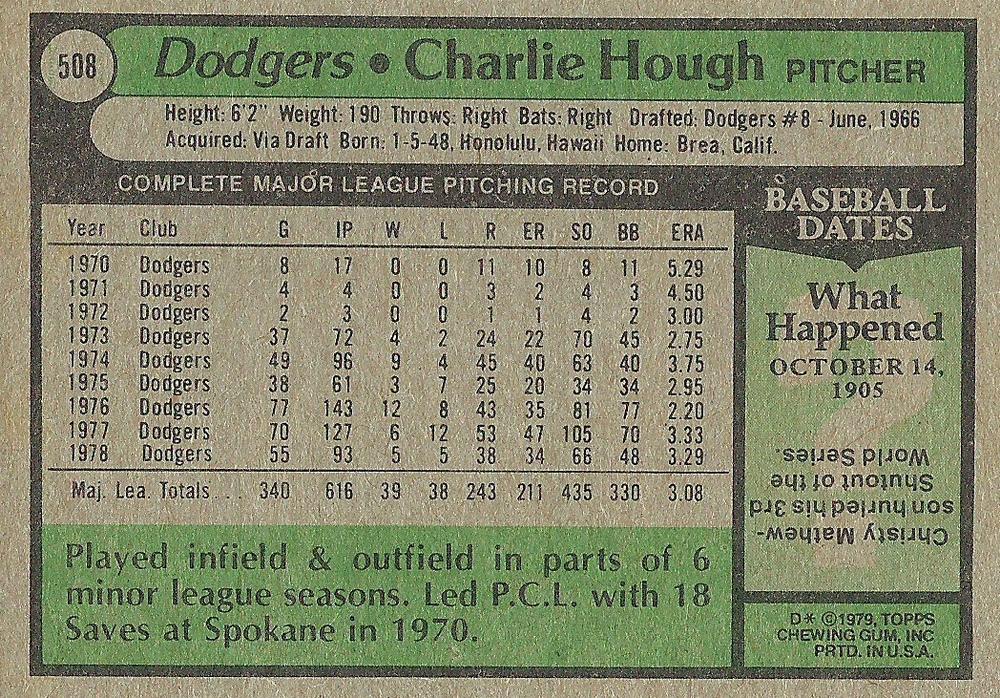 508
Dodgers • Charlie Hough PITCHER
Height: 6'2" Weight: 190 Throws: Right Bats: Right Drafted: Dodgers #8 - June, 1966
Acquired: Via Draft Born: 1-5-48, Honolulu, Hawaii Home: Brea, Calif.
COMPLETE MAJOR LEAGUE PITCHING RECORD
Year Club G IP W L R ER SO BB ERA
1970 Dodgers 8 17 0 0 11 10 8 11 5.29
1971 Dodgers 4 4 0 0 3 2 4 3 4.50
1972 Dodgers 2 3 0 0 1 1 4 2 3.00
1973 Dodgers 37 72 4 2 24 22 70 45 2.75
1974 Dodgers 49 96 9 4 45 40 63 40 3.75
1975 Dodgers 38 61 3 7 25 20 34 34 2.95
1976 Dodgers 77 143 12 8 43 35 81 77 2.20
1977 Dodgers 70 127 6 12 53 47 105 70 3.33
1978 Dodgers 55 93 5 5 38 34 66 48 3.29
Maj. Lea. Totals... 340 616 39 38 243 211 435 330 3.08
Played infield & outfield in parts of 6
minor league seasons. Led P.C.L. with 18
Saves at Spokane in 1970.
BASEBALL
DATES
What
Happened
OCTOBER 14,
1905
?
Christy Mathew-
son hurled his 3rd
Shutout of the
World Series.
D* ©1979, TOPPS
CHEWING GUM, INC
PRTD. IN U.S.A.